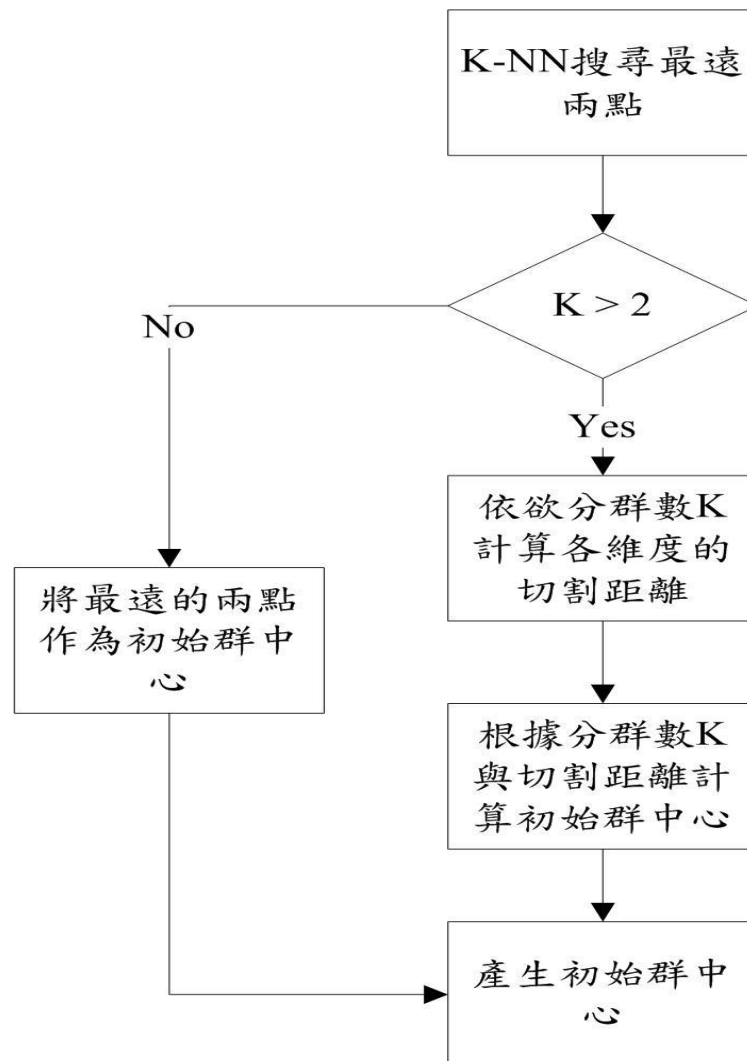 K-NN搜尋最遠
兩點
K > 2
No
Yes
依欲分群數K
計算各維度的
切割距離
將最遠的兩點
作為初始群中
心
根據分群數K
與切割距離計
算初始群中心
產生初始群中
心